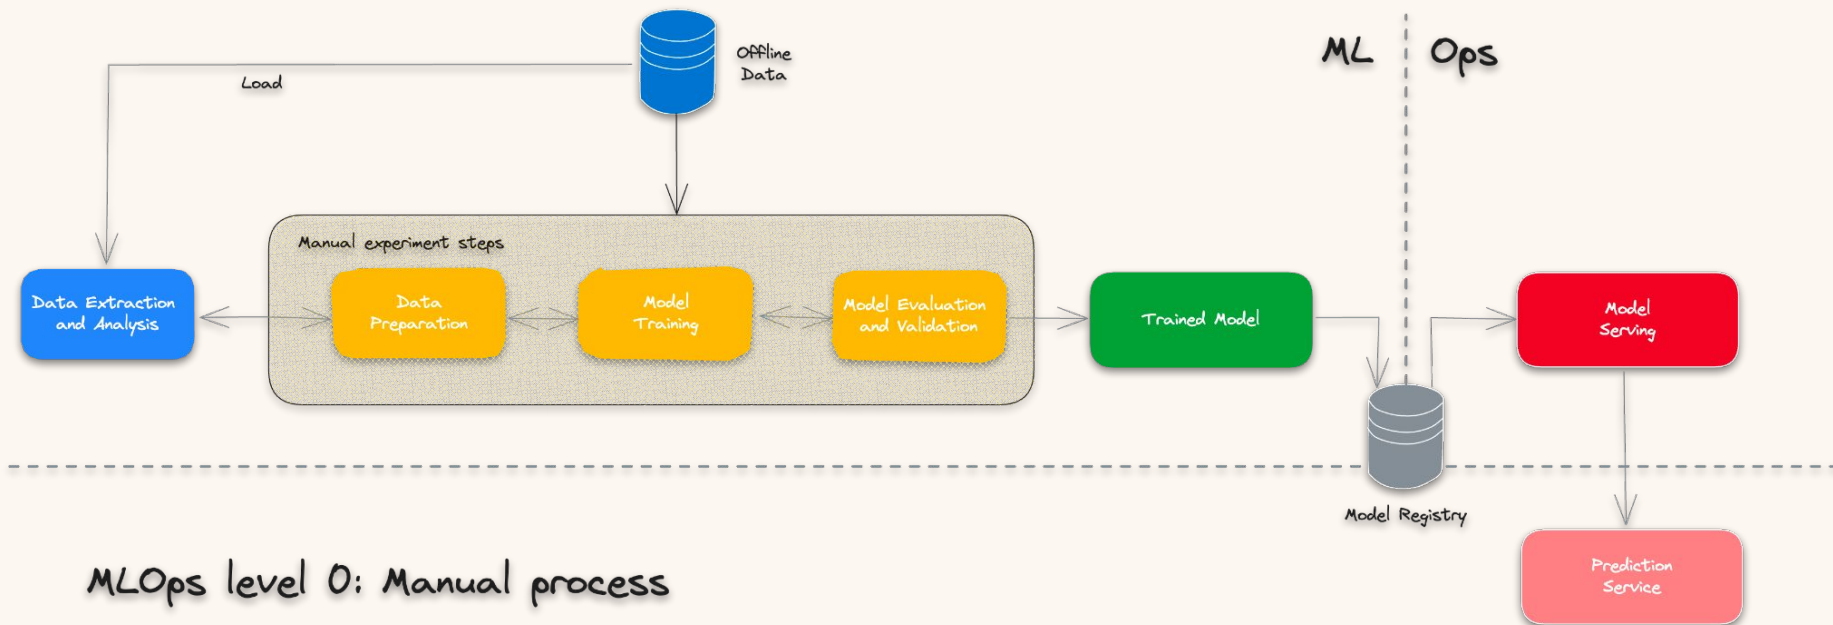 Offline
Data
ML
Ops
Load
Manual experiment steps
Data Extraction
and Analysis
Data
Preparation
Model
Training
Model Evaluation
and Validation
Trained Model
Model
Serving
Model Registry
MLOps level 0: Manual process
Prediction
Service